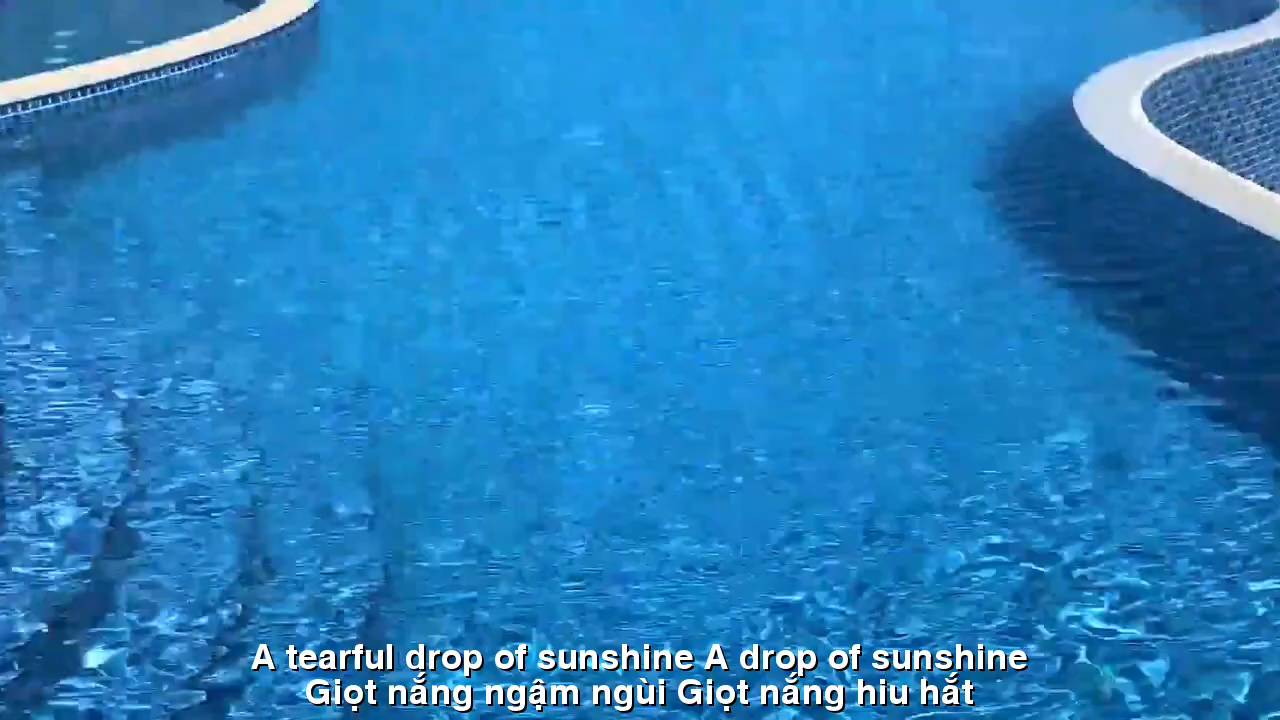 A tearful drop of sunshine A drop of sunshine
Giọt nắng ngậm ngùi Giọt nắng hiu hắt